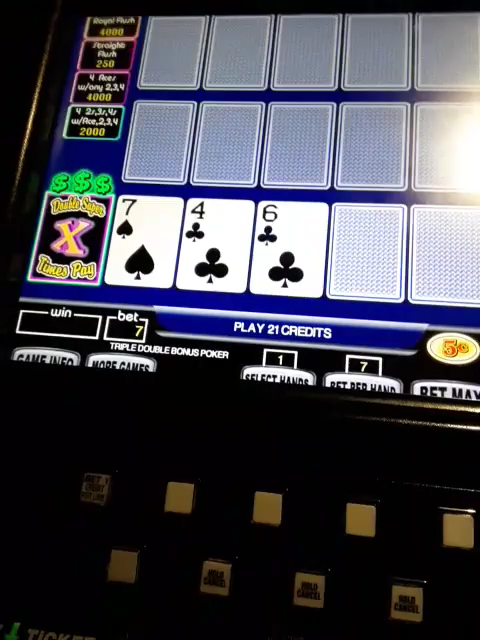 Royal Flush
4000
Straight
Flush
250
4 Aces
w/any 2,3,4
4000
4 2s,3s,4s
w/Ace,2,3,4
2000
$$$
Double Super
X
Times Pay
7
4
6
win
bet
7
PLAY 21 CREDITS
5¢
TRIPLE DOUBLE BONUS POKER
1
7
GAME INFO
MORE GAMES
SELECT HANDS
BET PER HAND
BET MAX
HOLD
CANCEL
HOLD
CANCEL
HOLD
CANCEL
TICKET